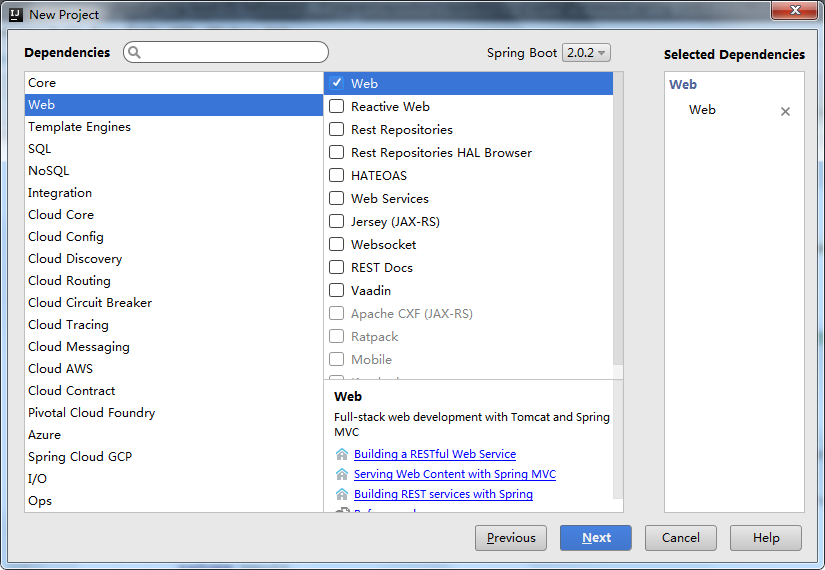 New Project
Dependencies
Spring Boot 2.0.2
Selected Dependencies
Core
Web
Template Engines
SQL
NoSQL
Integration
Cloud Core
Cloud Config
Cloud Discovery
Cloud Routing
Cloud Circuit Breaker
Cloud Tracing
Cloud Messaging
Cloud AWS
Cloud Contract
Pivotal Cloud Foundry
Azure
Spring Cloud GCP
I/O
Ops
Web
Reactive Web
Rest Repositories
Rest Repositories HAL Browser
HATEOAS
Web Services
Jersey (JAX-RS)
Websocket
REST Docs
Vaadin
Apache CXF (JAX-RS)
Ratpack
Mobile
Web
Full-stack web development with Tomcat and Spring
MVC
Building a RESTful Web Service
Serving Web Content with Spring MVC
Building REST services with Spring
Web
Web
Previous
Next
Cancel
Help